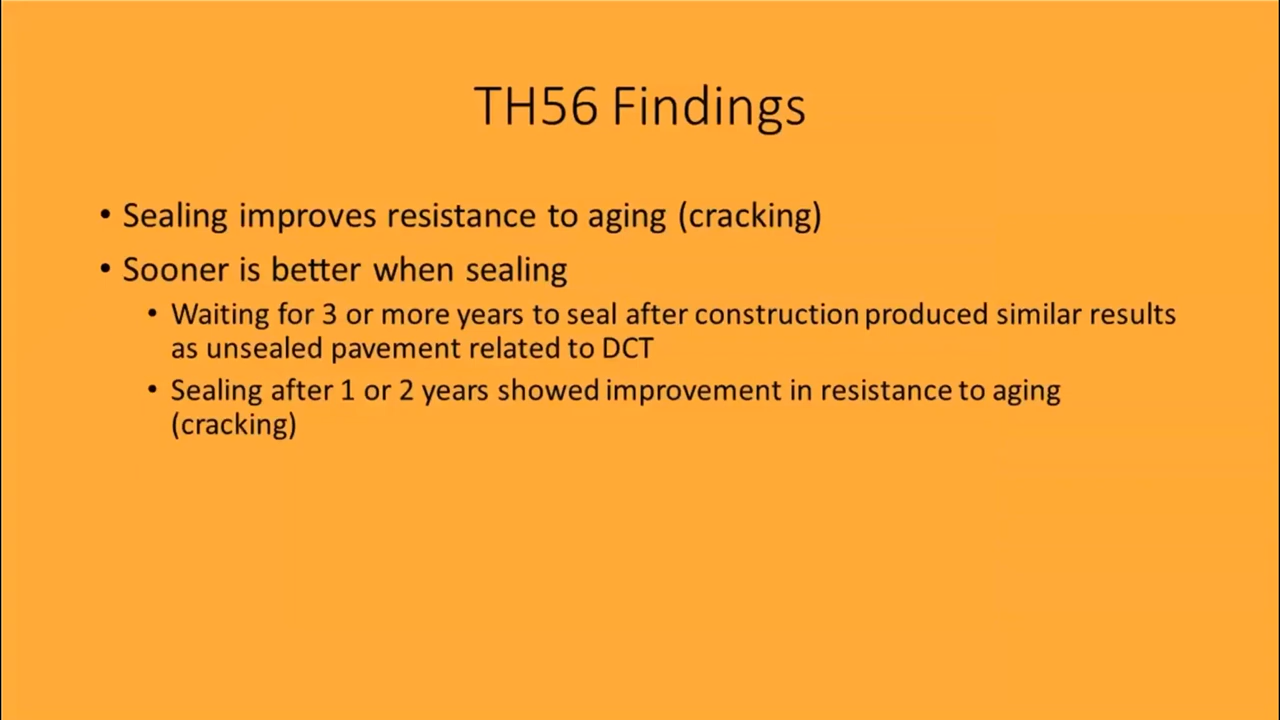 TH56 Findings
• Sealing improves resistance to aging (cracking)
• Sooner is better when sealing
• Waiting for 3 or more years to seal after construction produced similar results
as unsealed pavement related to DCT
• Sealing after 1 or 2 years showed improvement in resistance to aging
(cracking)